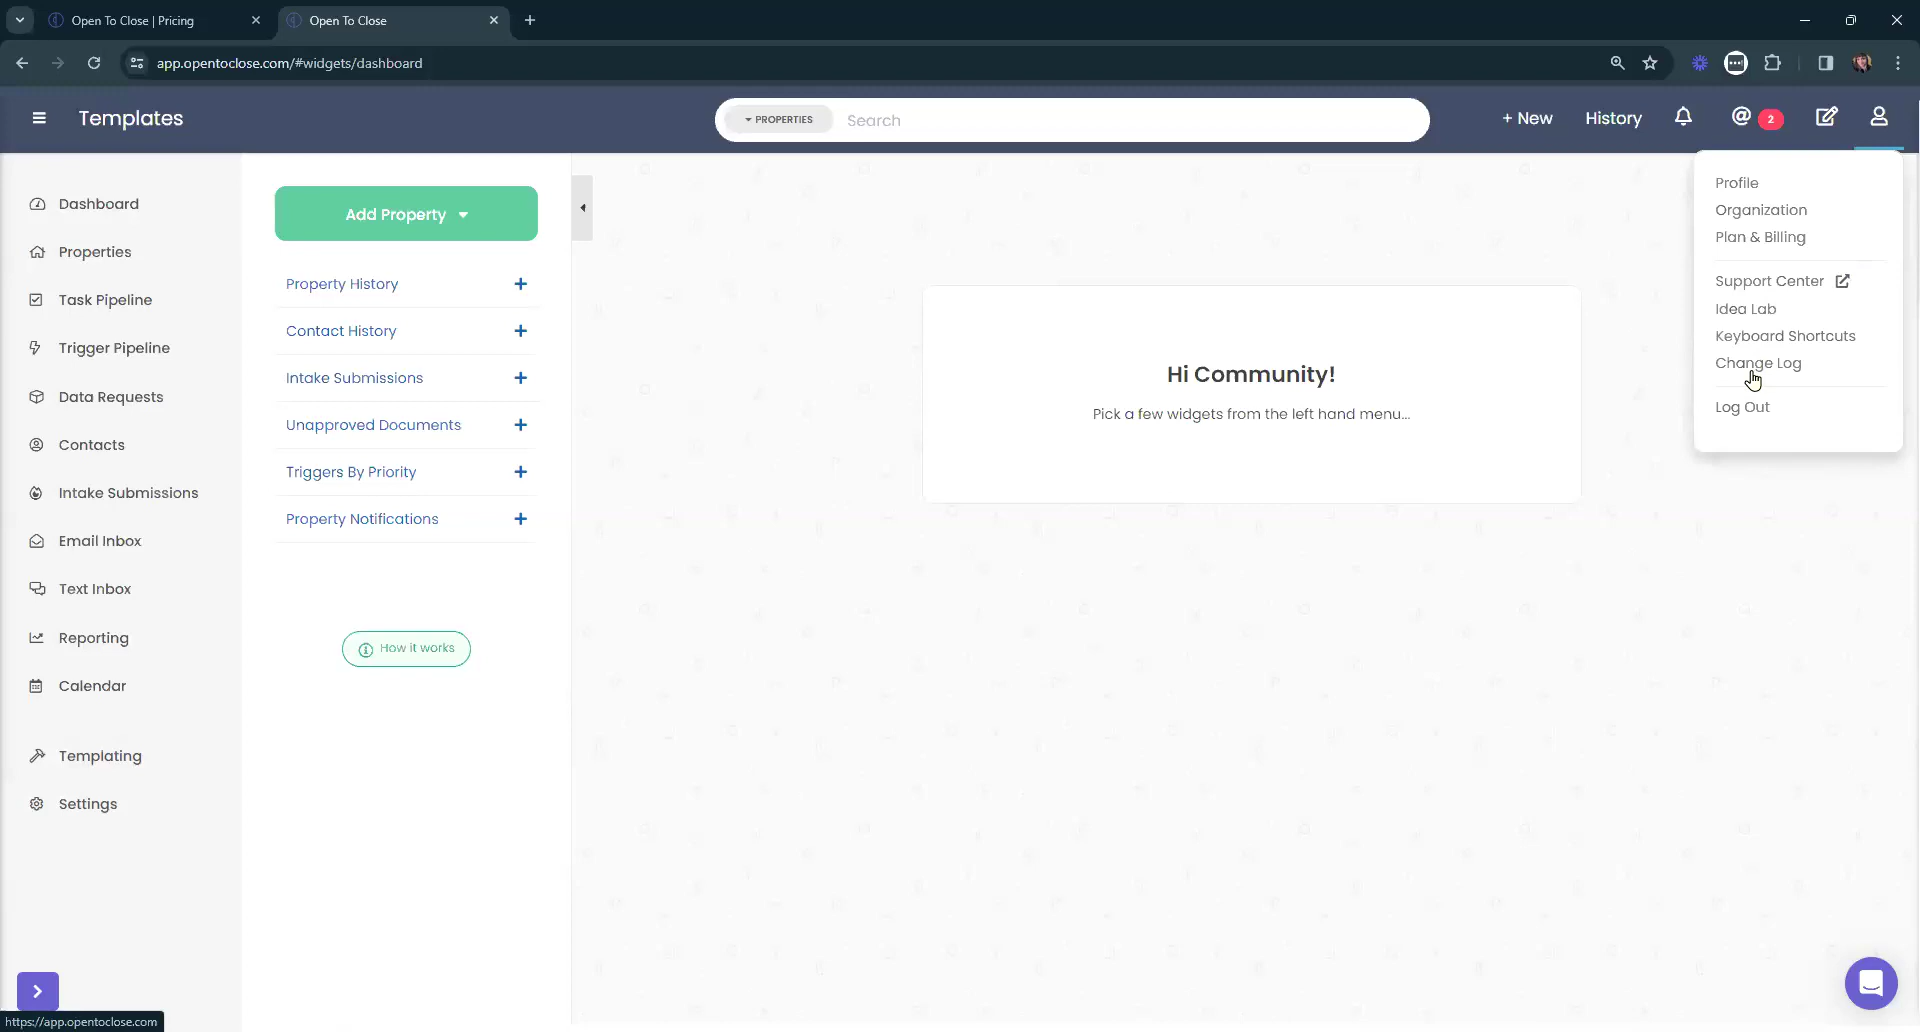 Open To Close | Pricing
Open To Close
app.opentoclose.com/#widgets/dashboard
Templates
PROPERTIES
Search
+ New
History
@ 2
Profile
Organization
Plan & Billing
Support Center
Idea Lab
Keyboard Shortcuts
Change Log
Log Out
Dashboard
Properties
Task Pipeline
Trigger Pipeline
Data Requests
Contacts
Intake Submissions
Email Inbox
Text Inbox
Reporting
Calendar
Templating
Settings
Add Property
Property History
Contact History
Intake Submissions
Unapproved Documents
Triggers By Priority
Property Notifications
How it works
Hi Community!
Pick a few widgets from the left hand menu...
https://app.opentoclose.com